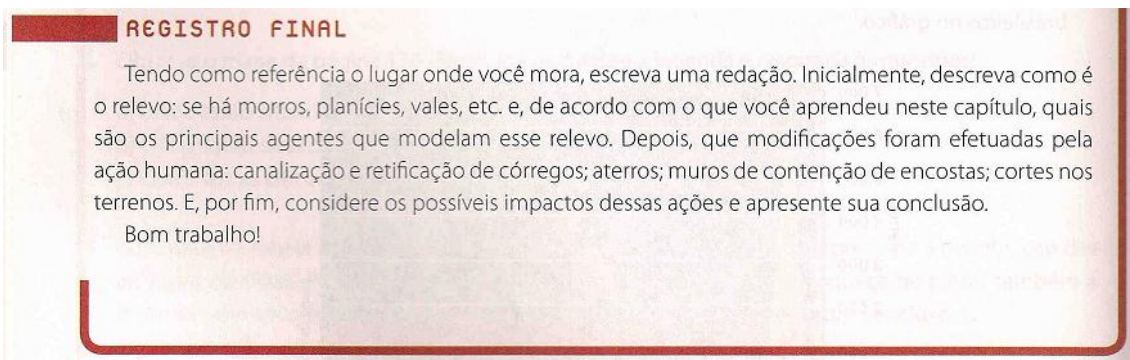 REGISTRO FINAL
Tendo como referência o lugar onde você mora, escreva uma redação. Inicialmente, descreva como é
o relevo: se há morros, planícies, vales, etc. e, de acordo com o que você aprendeu neste capítulo, quais
são os principais agentes que modelam esse relevo. Depois, que modificações foram efetuadas pela
ação humana: canalização e retificação de córregos; aterros; muros de contenção de encostas; cortes nos
terrenos. E, por fim, considere os possíveis impactos dessas ações e apresente sua conclusão.
Bom trabalho!